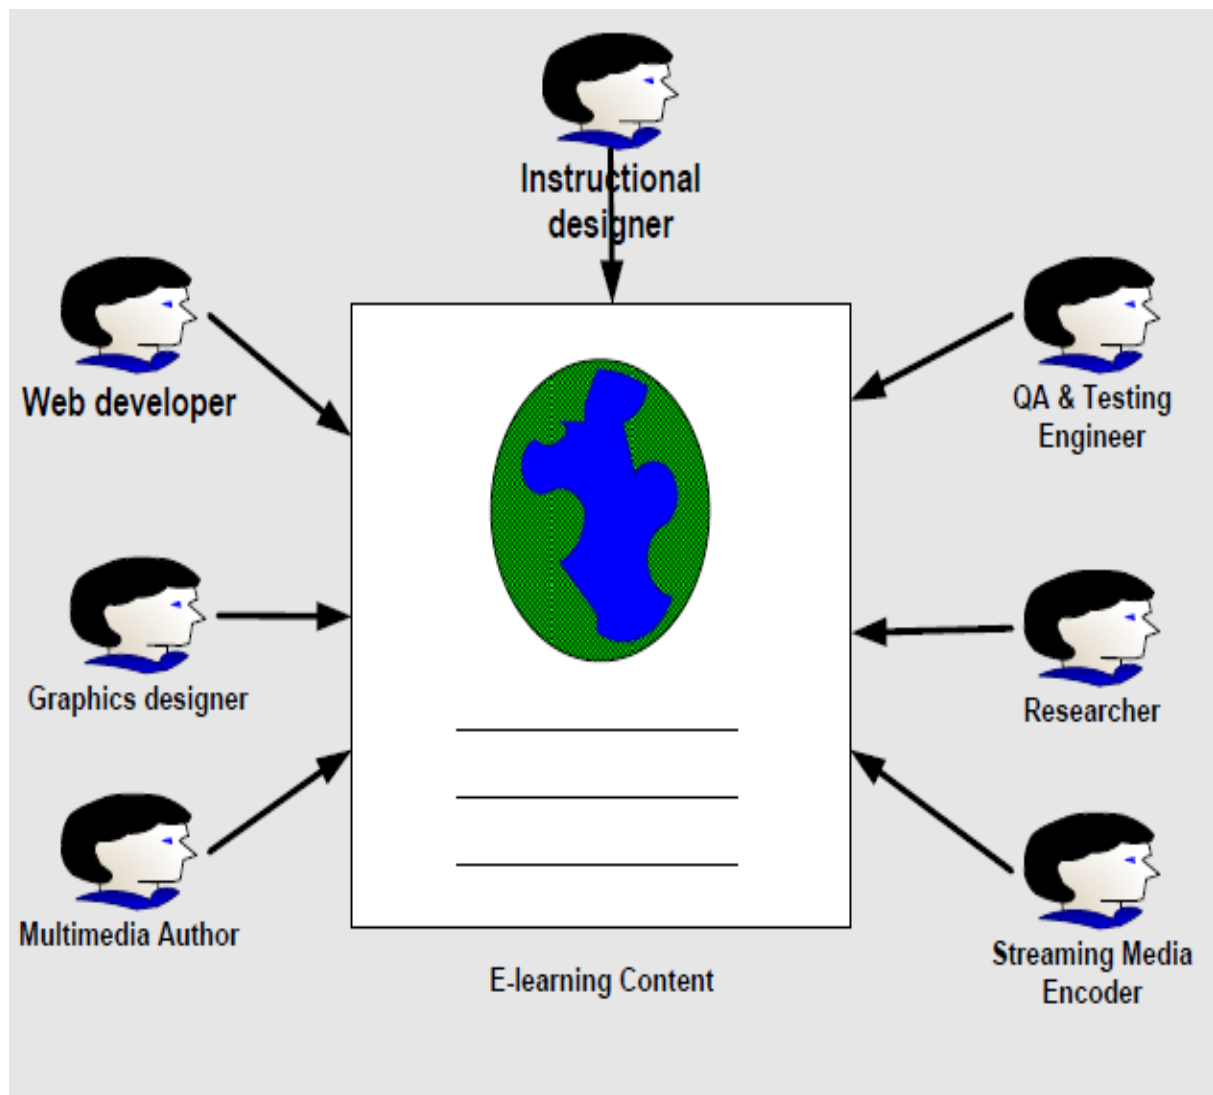 Instructional
designer
Web developer
QA & Testing
Engineer
Graphics designer
Researcher
Multimedia Author
Streaming Media
Encoder
E-learning Content